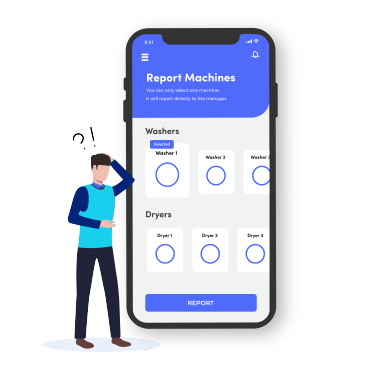 ?!
9:41
Report Machines
You can only select one machine.
It will report directly to the manager.
Washers
Selected
Washer 1
Washer 2
Washer 3
Dryers
Dryer 1
Dryer 2
Dryer 3
REPORT